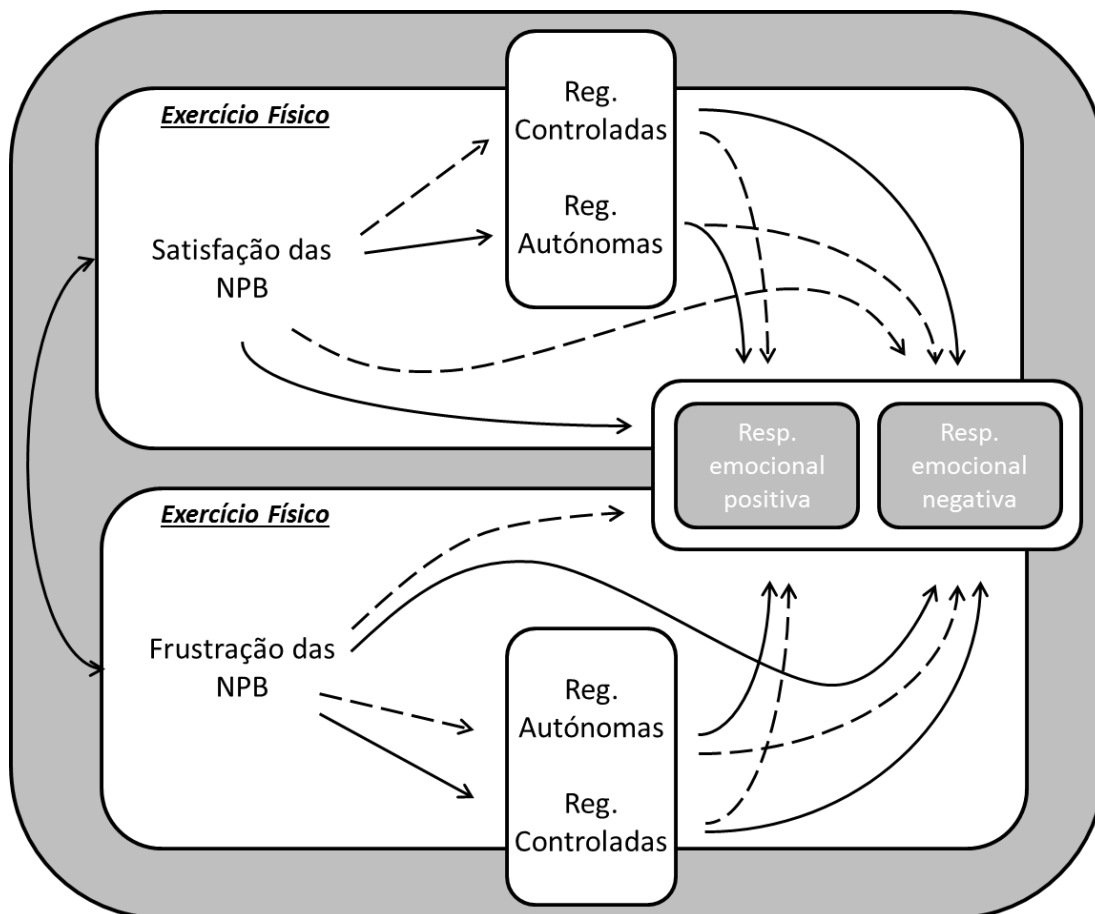 Exercício Físico
Reg.
Controladas
Reg.
Autónomas
Satisfação das
NPB
Resp.
emocional
positiva
Resp.
emocional
negativa
Exercício Físico
Frustração das
NPB
Reg.
Autónomas
Reg.
Controladas